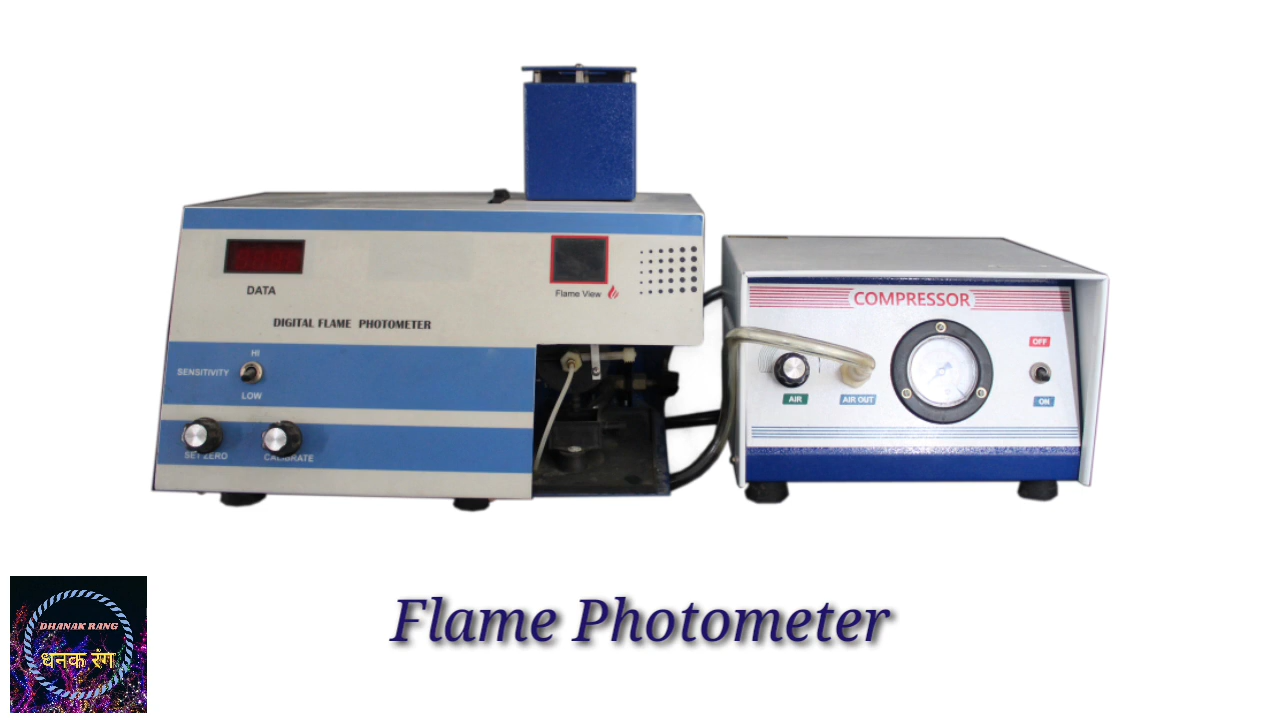 DATA
Flame View
DIGITAL FLAME PHOTOMETER
HI
SENSITIVITY
LOW
SET ZERO
CALIBRATE
COMPRESSOR
OFF
AIR
AIR OUT
ON
Flame Photometer
DHANAK RANG
धनक रंग